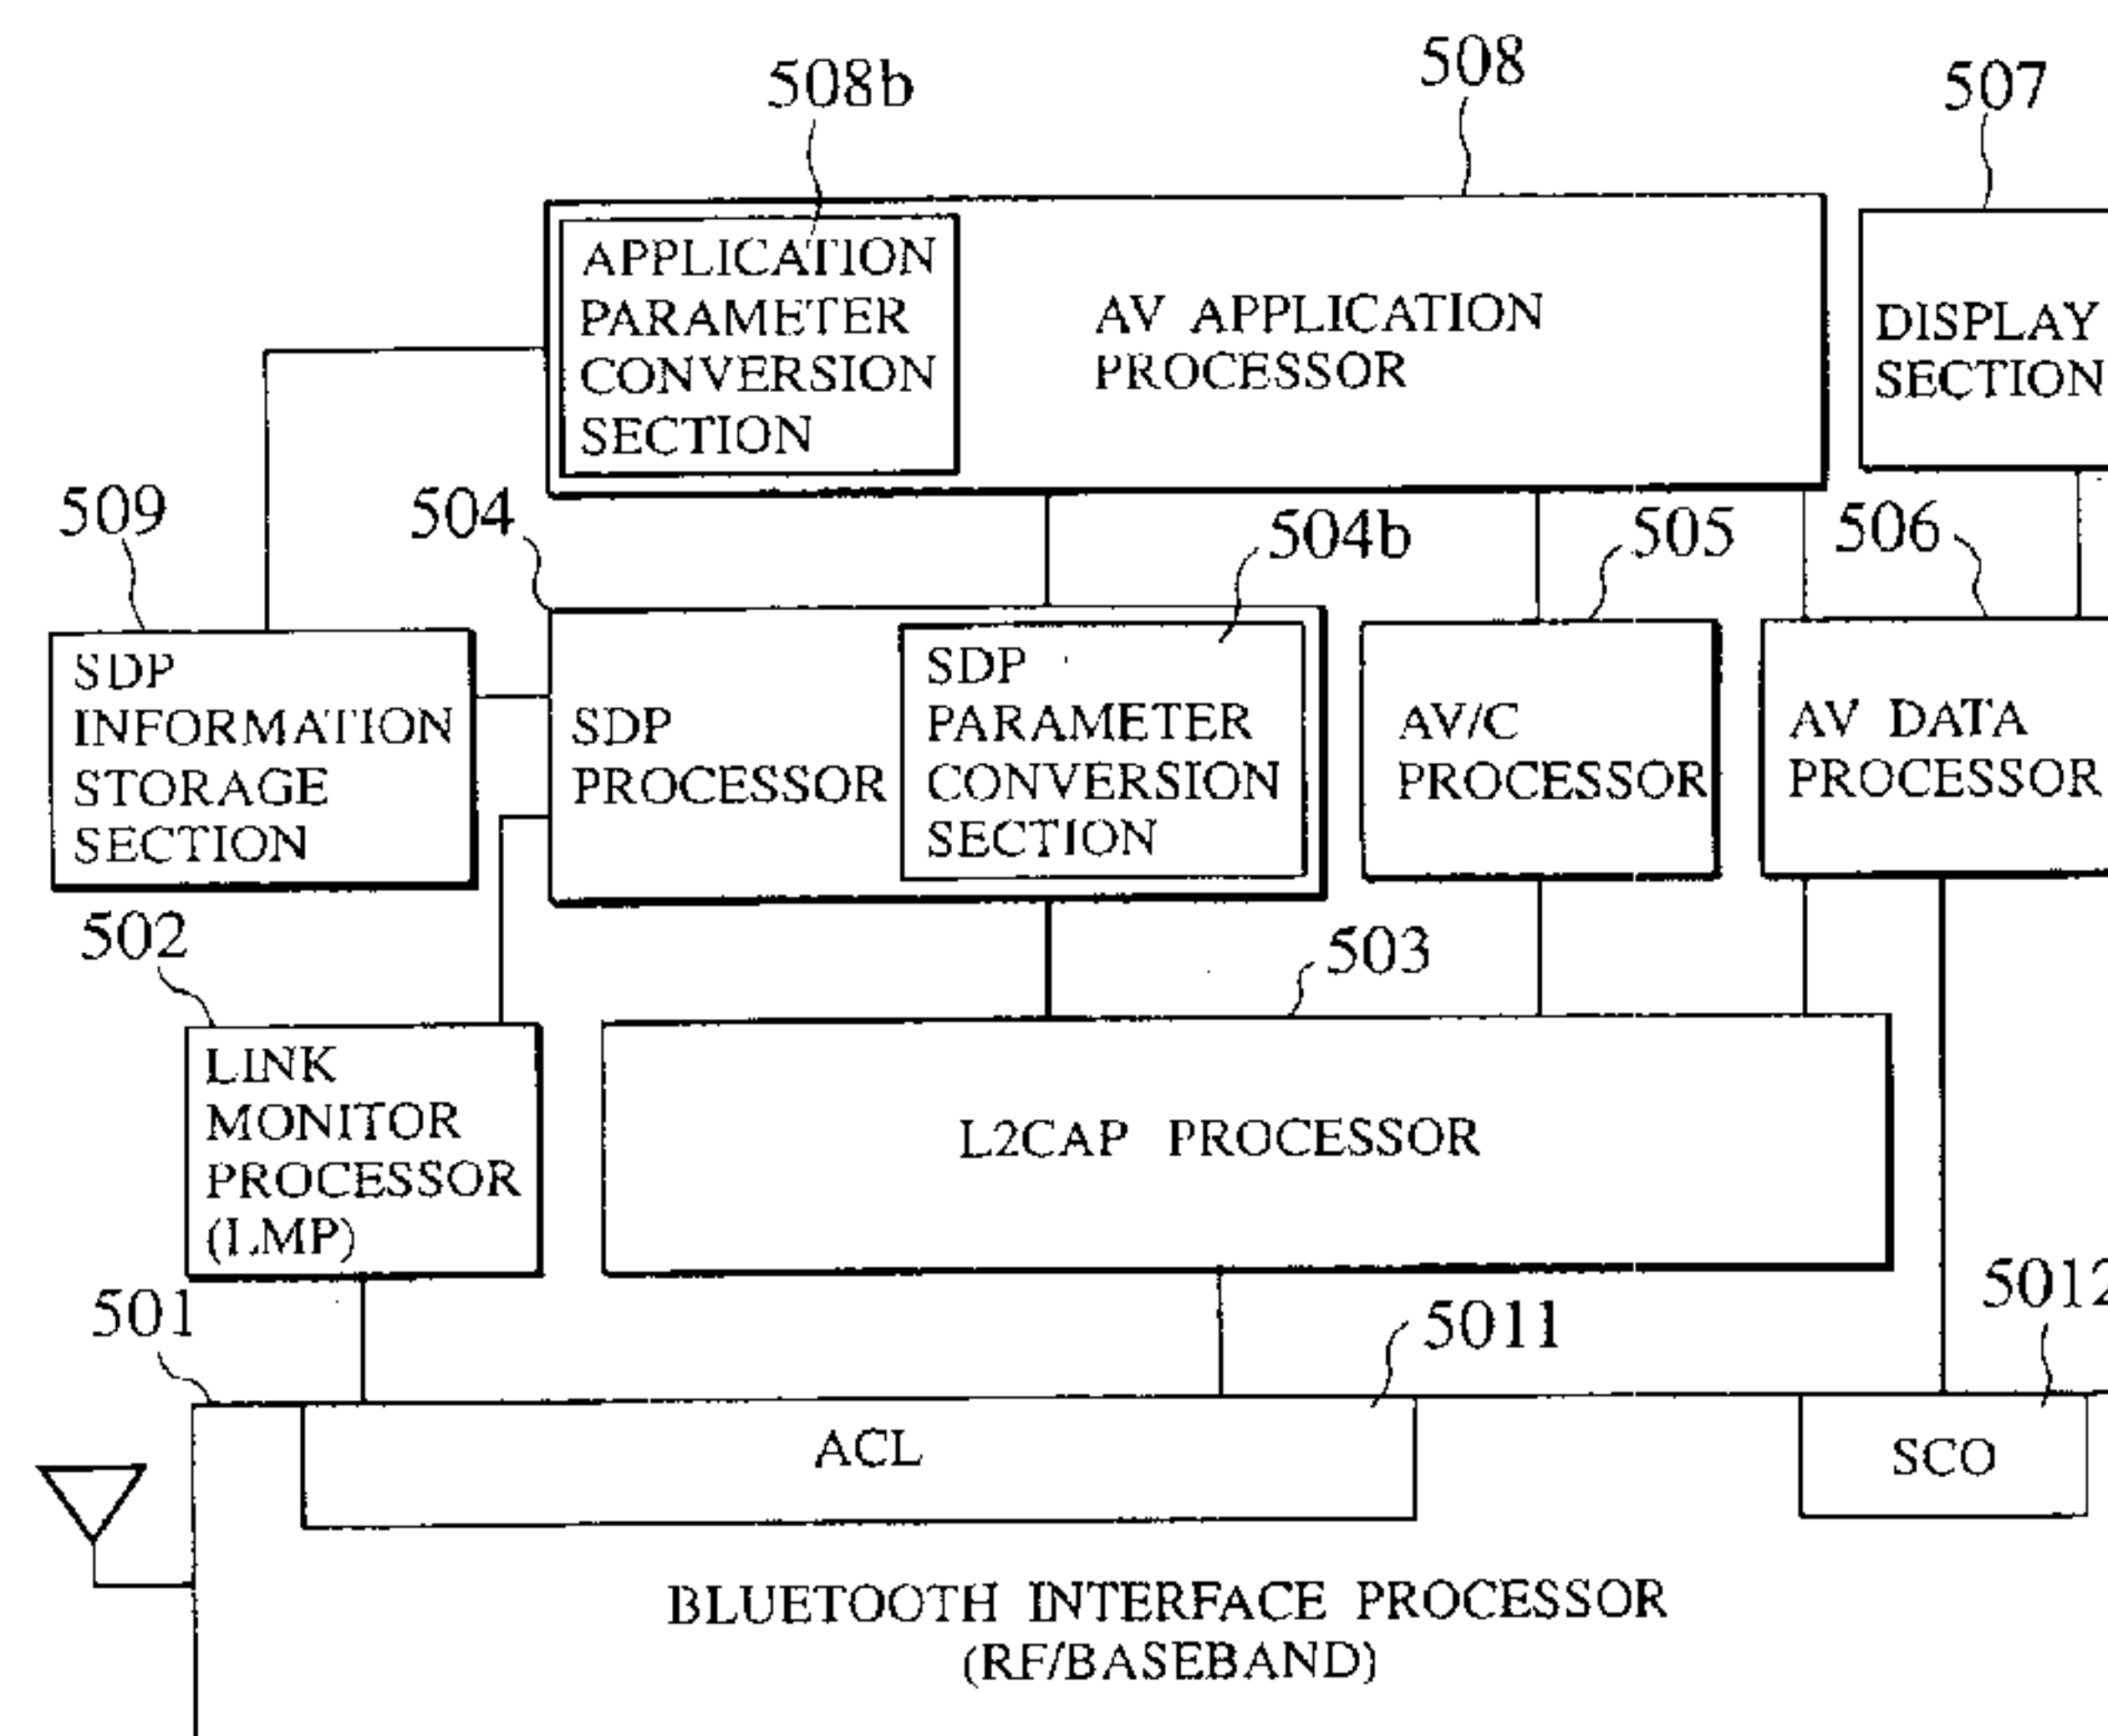 508b
508
507
APPLICATION
PARAMETER
CONVERSION
SECTION
AV APPLICATION
PROCESSOR
DISPLAY
SECTION
509
504
504b
505
506
SDP
INFORMATION
STORAGE
SECTION
SDP
PROCESSOR
SDP
PARAMETER
CONVERSION
SECTION
AV/C
PROCESSOR
AV DATA
PROCESSOR
502
503
LINK
MONITOR
PROCESSOR
(LMP)
L2CAP PROCESSOR
501
5011
5012
ACL
SCO
BLUETOOTH INTERFACE PROCESSOR
(RF/BASEBAND)